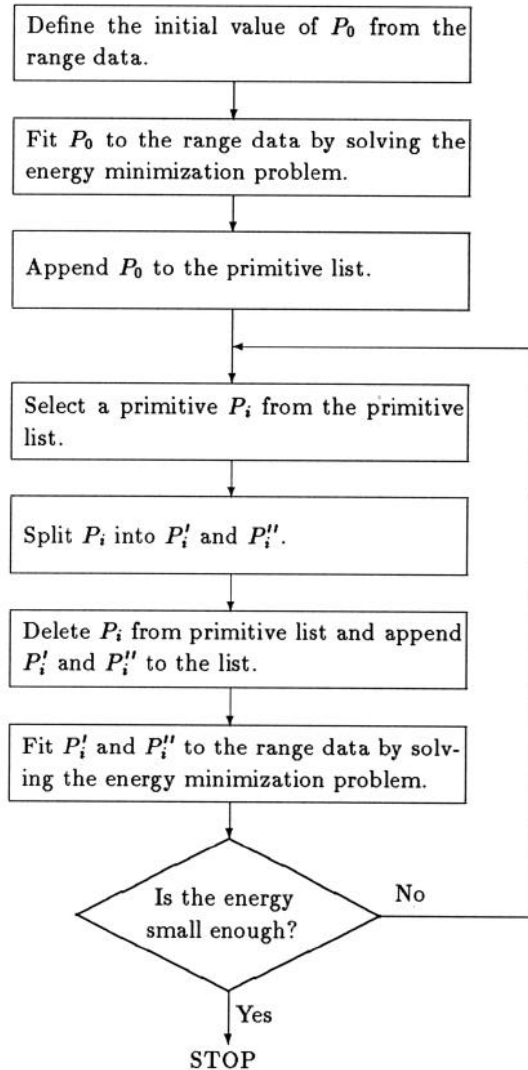 Define the initial value of P₀ from the
range data.
Fit P₀ to the range data by solving the
energy minimization problem.
Append P₀ to the primitive list.
Select a primitive Pᵢ from the primitive
list.
Split Pᵢ into Pᵢ′ and Pᵢ″.
Delete Pᵢ from primitive list and append
Pᵢ′ and Pᵢ″ to the list.
Fit Pᵢ′ and Pᵢ″ to the range data by solv-
ing the energy minimization problem.
Is the energy
small enough?
No
Yes
STOP